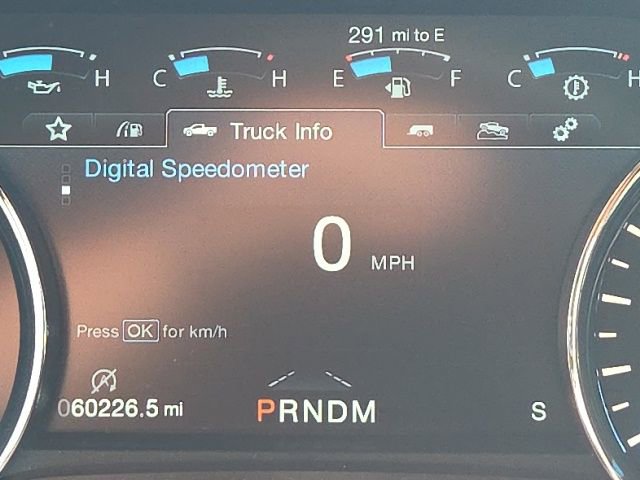 291 mi to E
H C H E F C H
Truck Info
Digital Speedometer
0 MPH
Press OK for km/h
060226.5 mi
PRNDM
S